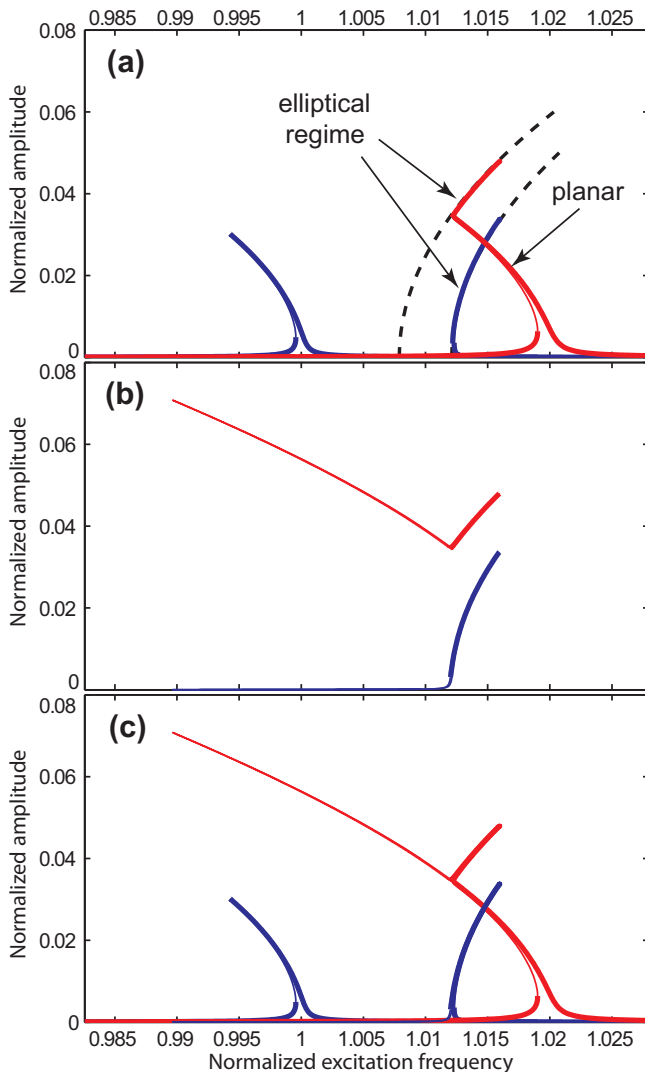 0.985 0.99 0.995 1 1.005 1.01 1.015 1.02 1.025
0.08
(a)
elliptical
regime
planar
0.06
0.04
0.02
0
Normalized amplitude
0.08
(b)
0.06
0.04
0.02
0
Normalized amplitude
0.08
(c)
0.06
0.04
0.02
0
Normalized amplitude
0.985 0.99 0.995 1 1.005 1.01 1.015 1.02 1.025
Normalized excitation frequency